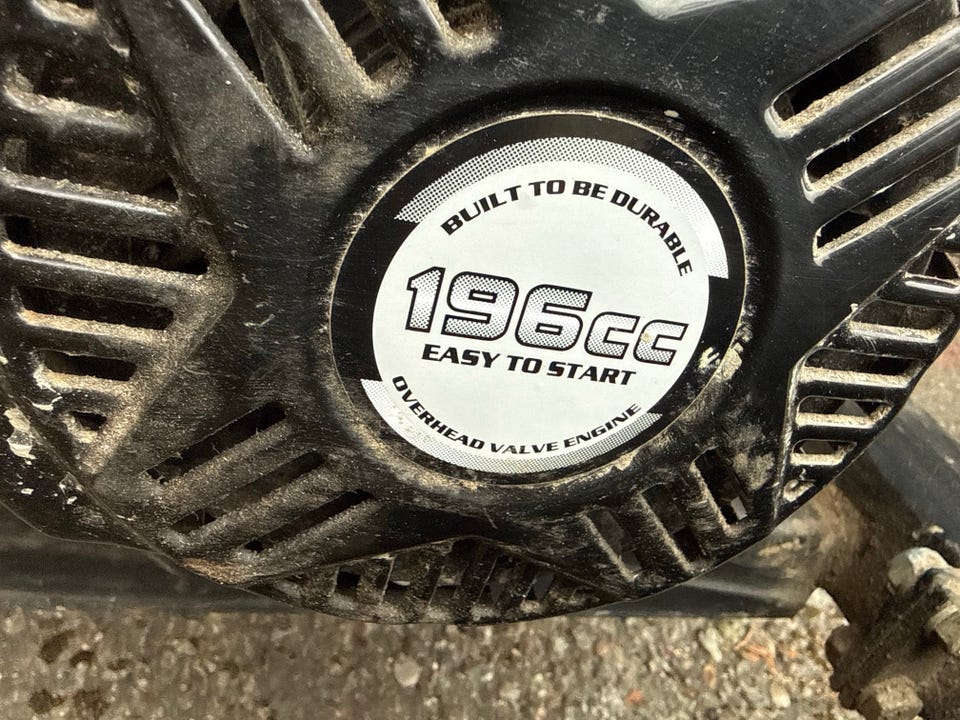 BUILT TO BE DURABLE
196cc
EASY TO START
OVERHEAD VALVE ENGINE